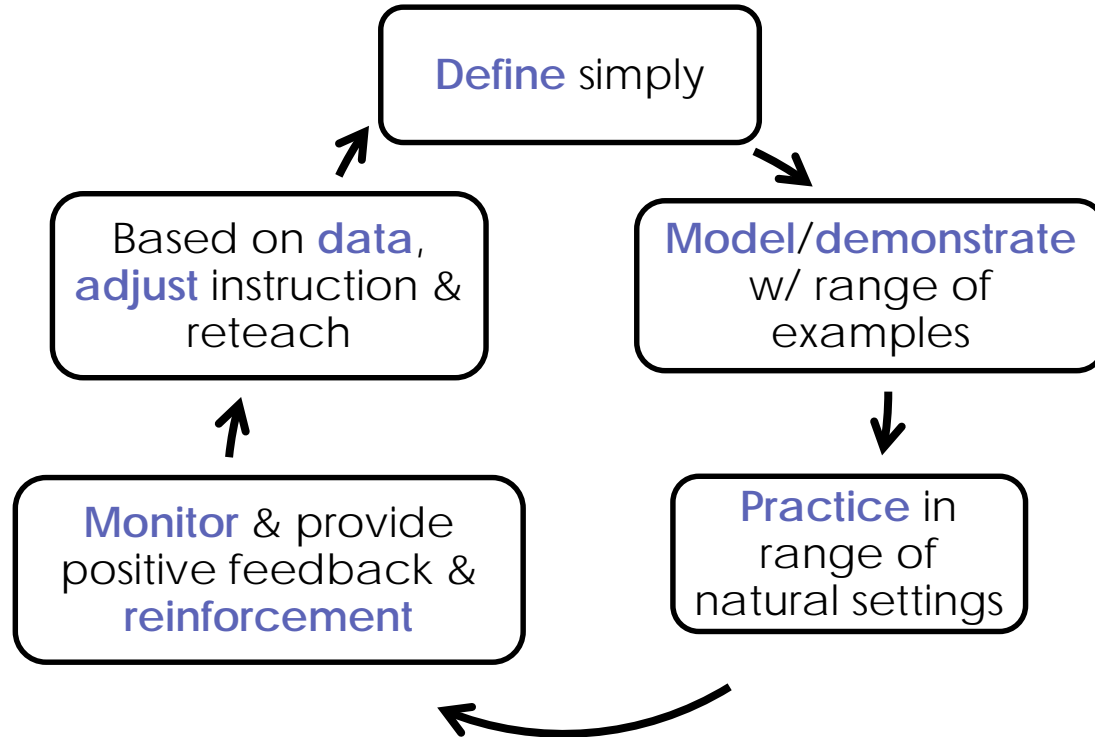 Define simply
Model/demonstrate
w/ range of
examples
Practice in
range of
natural settings
Monitor & provide
positive feedback &
reinforcement
Based on data,
adjust instruction &
reteach